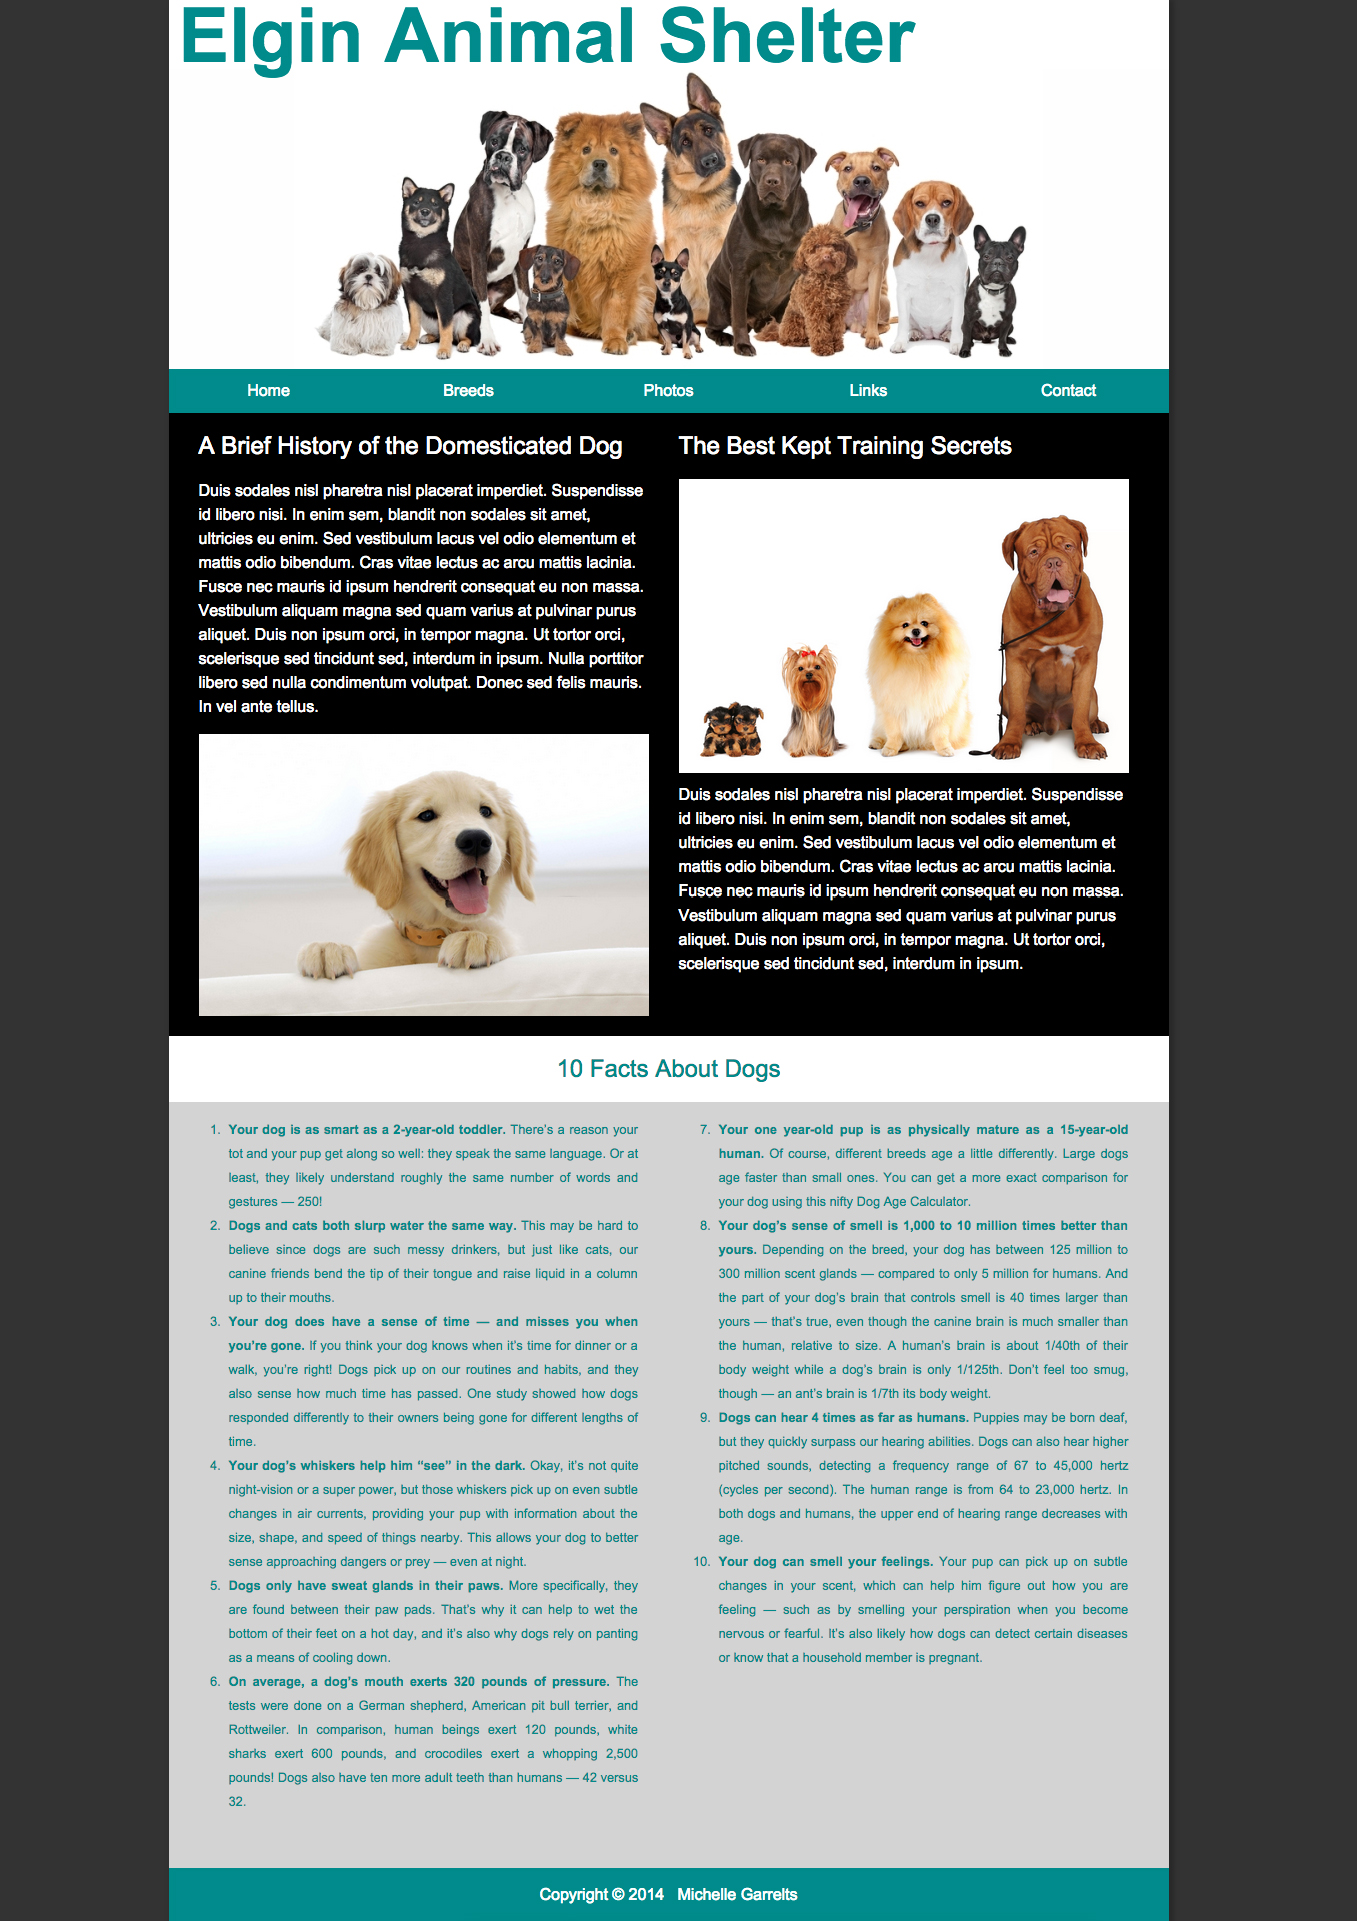 Elgin Animal Shelter
Home
Breeds
Photos
Links
Contact
A Brief History of the Domesticated Dog
Duis sodales nisl pharetra nisl placerat imperdiet. Suspendisse
id libero nisi. In enim sem, blandit non sodales sit amet,
ultricies eu enim. Sed vestibulum lacus vel odio elementum et
mattis odio bibendum. Cras vitae lectus ac arcu mattis lacinia.
Fusce nec mauris id ipsum hendrerit consequat eu non massa.
Vestibulum aliquam magna sed quam varius at pulvinar purus
aliquet. Duis non ipsum orci, in tempor magna. Ut tortor orci,
scelerisque sed tincidunt sed, interdum in ipsum. Nulla porttitor
libero sed nulla condimentum volutpat. Donec sed felis mauris.
In vel ante tellus.
The Best Kept Training Secrets
Duis sodales nisl pharetra nisl placerat imperdiet. Suspendisse
id libero nisi. In enim sem, blandit non sodales sit amet,
ultricies eu enim. Sed vestibulum lacus vel odio elementum et
mattis odio bibendum. Cras vitae lectus ac arcu mattis lacinia.
Fusce nec mauris id ipsum hendrerit consequat eu non massa.
Vestibulum aliquam magna sed quam varius at pulvinar purus
aliquet. Duis non ipsum orci, in tempor magna. Ut tortor orci,
scelerisque sed tincidunt sed, interdum in ipsum.
10 Facts About Dogs
1. Your dog is as smart as a 2-year-old toddler. There’s a reason your
tot and your pup get along so well: they speak the same language. Or at
least, they likely understand roughly the same number of words and
gestures — 250!
2. Dogs and cats both slurp water the same way. This may be hard to
believe since dogs are such messy drinkers, but just like cats, our
canine friends bend the tip of their tongue and raise liquid in a column
up to their mouths.
3. Your dog does have a sense of time — and misses you when
you’re gone. If you think your dog knows when it’s time for dinner or a
walk, you’re right! Dogs pick up on our routines and habits, and they
also sense how much time has passed. One study showed how dogs
responded differently to their owners being gone for different lengths of
time.
4. Your dog’s whiskers help him “see” in the dark. Okay, it’s not quite
night-vision or a super power, but those whiskers pick up on even subtle
changes in air currents, providing your pup with information about the
size, shape, and speed of things nearby. This allows your dog to better
sense approaching dangers or prey — even at night.
5. Dogs only have sweat glands in their paws. More specifically, they
are found between their paw pads. That’s why it can help to wet the
bottom of their feet on a hot day, and it’s also why dogs rely on panting
as a means of cooling down.
6. On average, a dog’s mouth exerts 320 pounds of pressure. The
tests were done on a German shepherd, American pit bull terrier, and
Rottweiler. In comparison, human beings exert 120 pounds, white
sharks exert 600 pounds, and crocodiles exert a whopping 2,500
pounds! Dogs also have ten more adult teeth than humans — 42 versus
32.
7. Your one year-old pup is as physically mature as a 15-year-old
human. Of course, different breeds age a little differently. Large dogs
age faster than small ones. You can get a more exact comparison for
your dog using this nifty Dog Age Calculator.
8. Your dog’s sense of smell is 1,000 to 10 million times better than
yours. Depending on the breed, your dog has between 125 million to
300 million scent glands — compared to only 5 million for humans. And
the part of your dog’s brain that controls smell is 40 times larger than
yours — that’s true, even though the canine brain is much smaller than
the human, relative to size. A human’s brain is about 1/40th of their
body weight while a dog’s brain is only 1/125th. Don’t feel too smug,
though — an ant’s brain is 1/7th its body weight.
9. Dogs can hear 4 times as far as humans. Puppies may be born deaf,
but they quickly surpass our hearing abilities. Dogs can also hear higher
pitched sounds, detecting a frequency range of 67 to 45,000 hertz
(cycles per second). The human range is from 64 to 23,000 hertz. In
both dogs and humans, the upper end of hearing range decreases with
age.
10. Your dog can smell your feelings. Your pup can pick up on subtle
changes in your scent, which can help him figure out how you are
feeling — such as by smelling your perspiration when you become
nervous or fearful. It’s also likely how dogs can detect certain diseases
or know that a household member is pregnant.
Copyright © 2014 Michelle Garrelts